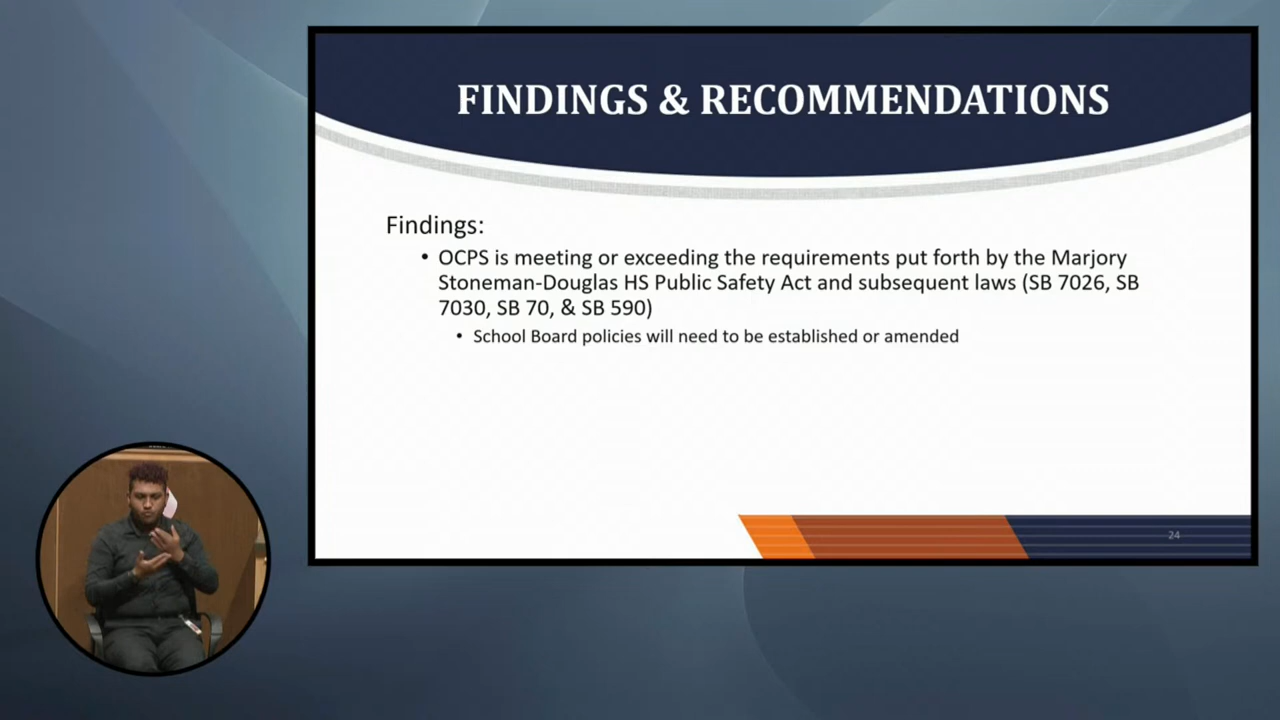 FINDINGS & RECOMMENDATIONS
Findings:
• OCPS is meeting or exceeding the requirements put forth by the Marjory
Stoneman-Douglas HS Public Safety Act and subsequent laws (SB 7026, SB
7030, SB 70, & SB 590)
• School Board policies will need to be established or amended
24